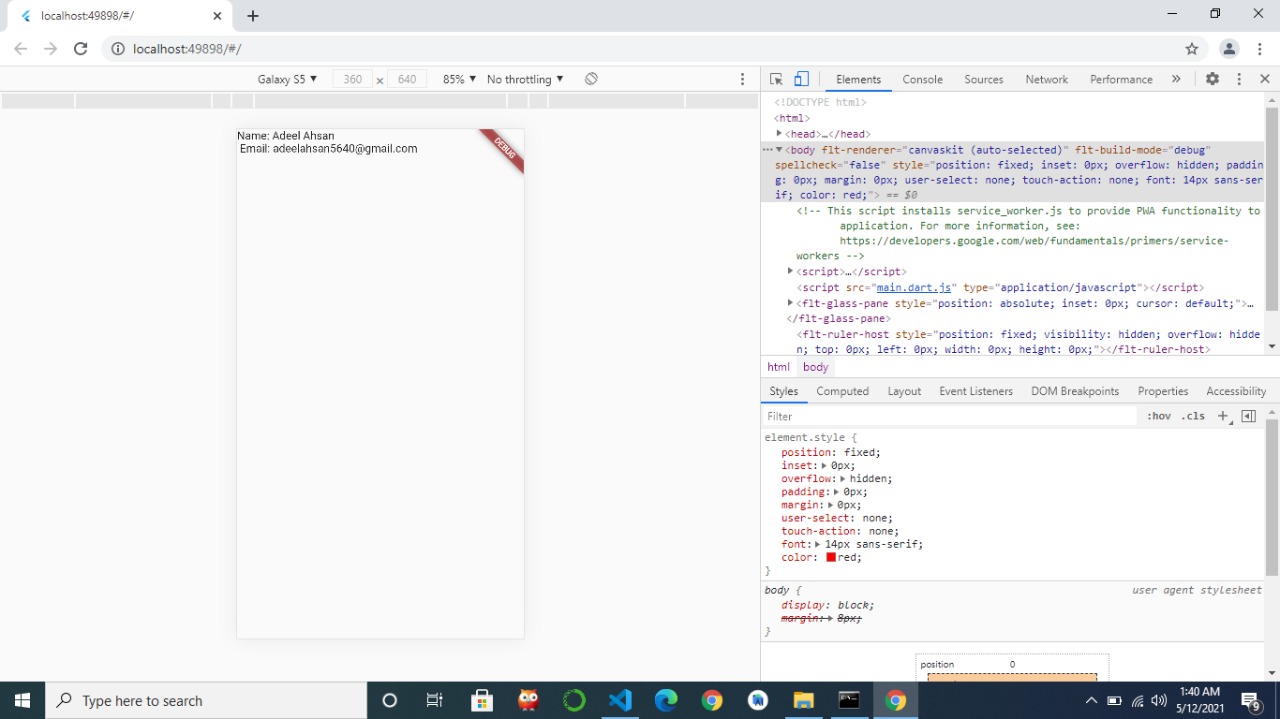 localhost:49898/#/
localhost:49898/#/
Galaxy S5 ▼ 360 × 640 85% ▼ No throttling ▼
Elements Console Sources Network Performance »
Name: Adeel Ahsan
Email: adeelahsan5640@gmail.com
DEBUG
<!DOCTYPE html>
<html>
▶<head>…</head>
…▼<body flt-renderer="canvaskit (auto-selected)" flt-build-mode="debug"
spellcheck="false" style="position: fixed; inset: 0px; overflow: hidden; paddin
g: 0px; margin: 0px; user-select: none; touch-action: none; font: 14px sans-ser
if; color: red;"> == $0
<!-- This script installs service_worker.js to provide PWA functionality to
application. For more information, see:
https://developers.google.com/web/fundamentals/primers/service-
workers -->
▶<script>…</script>
<script src="main.dart.js" type="application/javascript"></script>
▶<flt-glass-pane style="position: absolute; inset: 0px; cursor: default;">…
</flt-glass-pane>
<flt-ruler-host style="position: fixed; visibility: hidden; overflow: hidde
n; top: 0px; left: 0px; width: 0px; height: 0px;"></flt-ruler-host>
html body
Styles Computed Layout Event Listeners DOM Breakpoints Properties Accessibility
Filter :hov .cls +
element.style {
position: fixed;
inset:▶ 0px;
overflow:▶ hidden;
padding:▶ 0px;
margin:▶ 0px;
user-select: none;
touch-action: none;
font:▶ 14px sans-serif;
color: red;
}
body { user agent stylesheet
display: block;
margin:▶ 8px;
}
position 0
Type here to search
1:40 AM
5/12/2021
9